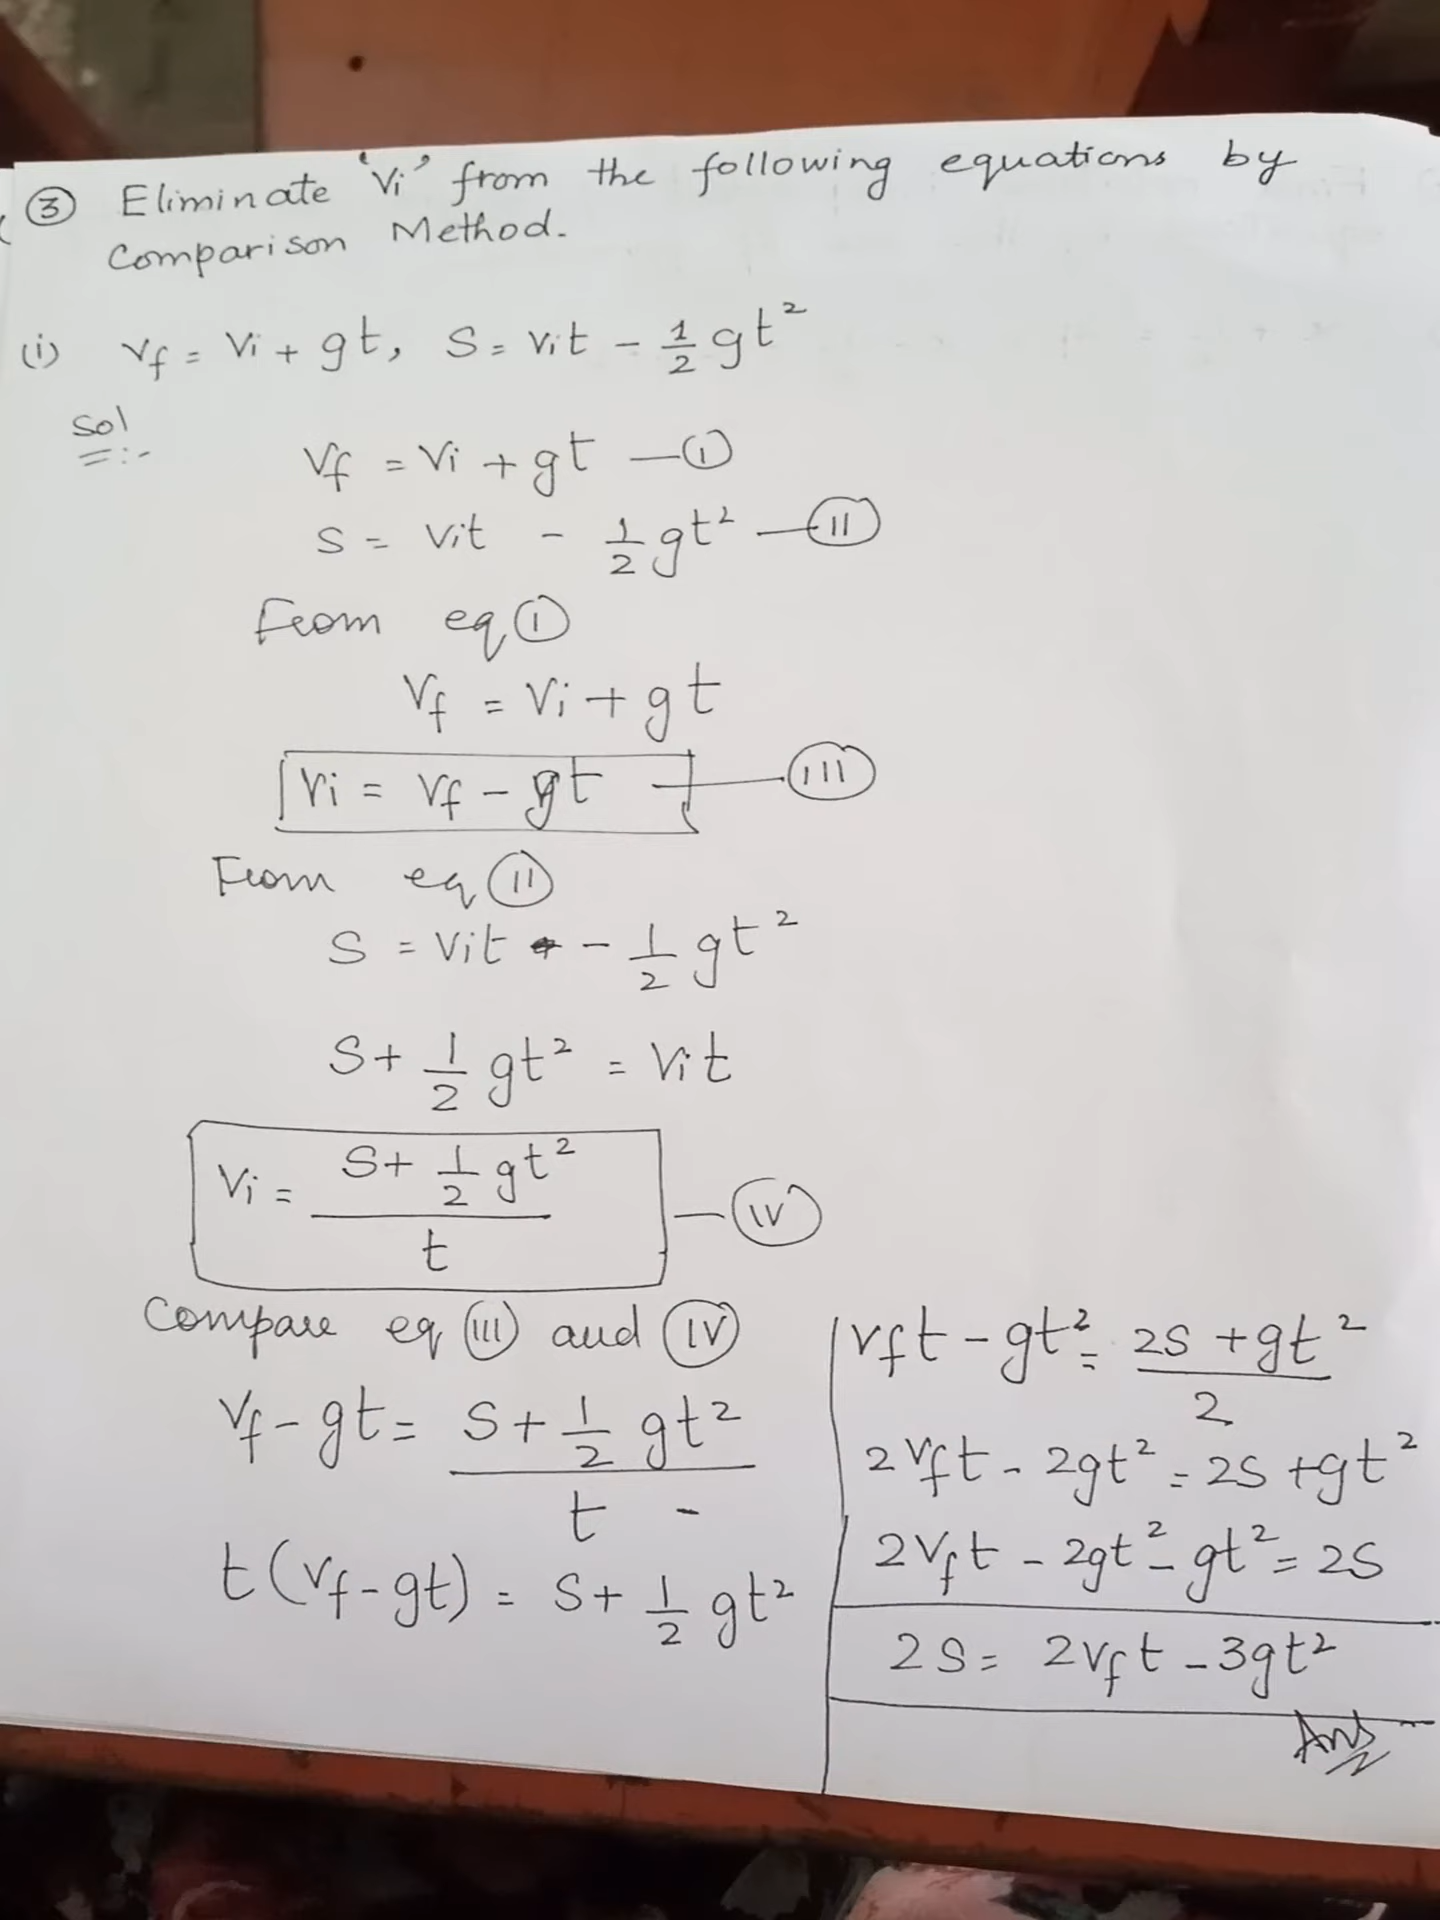 ③ Eliminate 'Vi' from the following equations by
Comparison Method.
(i) Vf = Vi + gt, S = Vit - 1/2 gt²
Sol
=:-
Vf = Vi + gt — ①
S = Vit - 1/2 gt² — ⑪
From eq ①
Vf = Vi + gt
Vi = Vf - gt — (III)
From eq ⑪
S = Vit - 1/2 gt²
S + 1/2 gt² = Vit
Vi = (S + 1/2 gt²)/t — (IV)
Compare eq (III) and (IV)
Vf - gt = (S + 1/2 gt²)/t -
t(Vf - gt) = S + 1/2 gt²
Vft - gt² = (2S + gt²)/2
2Vft - 2gt² = 2S + gt²
2Vft - 2gt² - gt² = 2S
2S = 2Vft - 3gt²
Ans